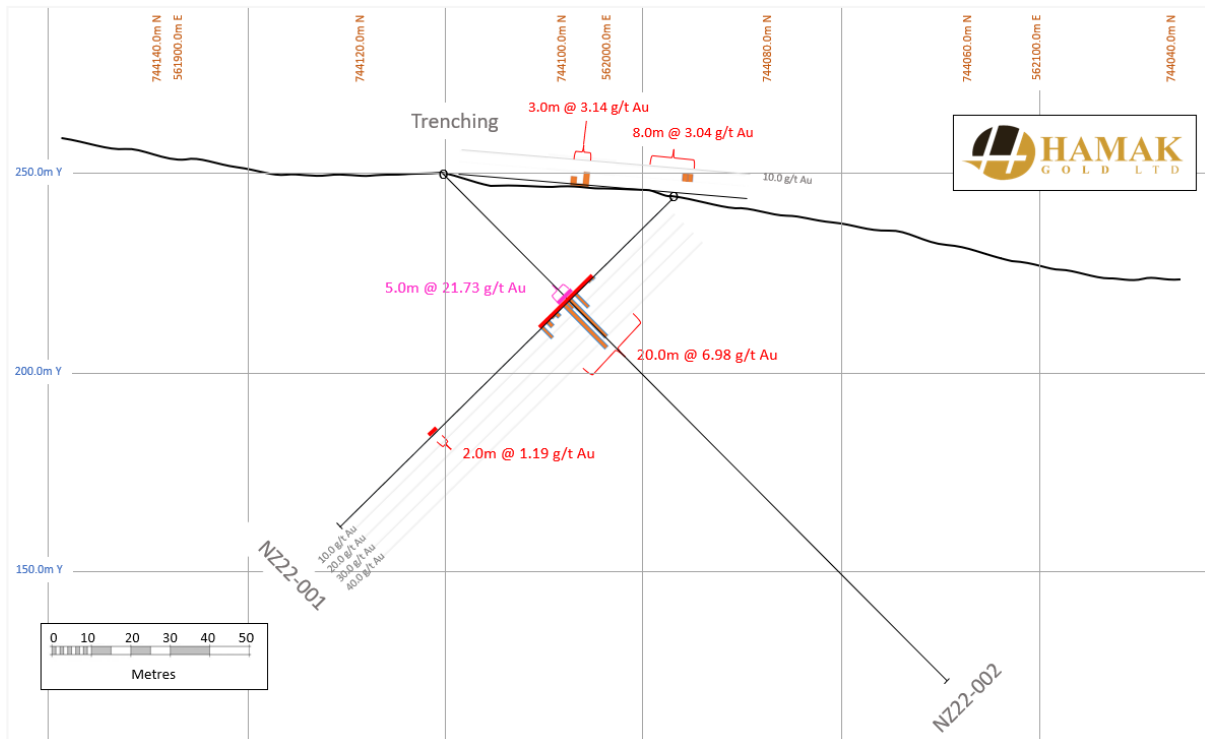 744140.0m N
561900.0m E
744120.0m N
744100.0m N
562000.0m E
744080.0m N
744060.0m N
562100.0m E
744040.0m N
3.0m @ 3.14 g/t Au
Trenching
8.0m @ 3.04 g/t Au
HAMAK
GOLD LTD
250.0m Y
10.0 g/t Au
5.0m @ 21.73 g/t Au
20.0m @ 6.98 g/t Au
200.0m Y
2.0m @ 1.19 g/t Au
10.0 g/t Au
20.0 g/t Au
30.0 g/t Au
40.0 g/t Au
150.0m Y
NZ22-001
0 10 20 30 40 50
Metres
NZ22-002